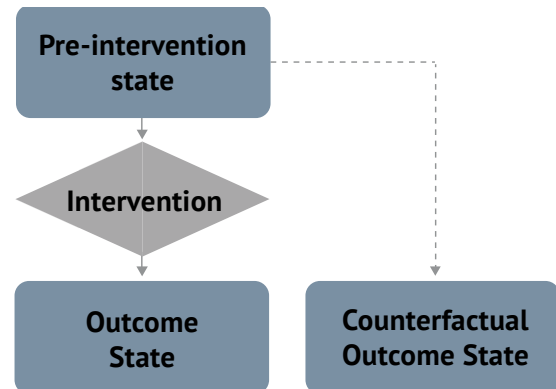 Pre-intervention
state
Intervention
Outcome
State
Counterfactual
Outcome State